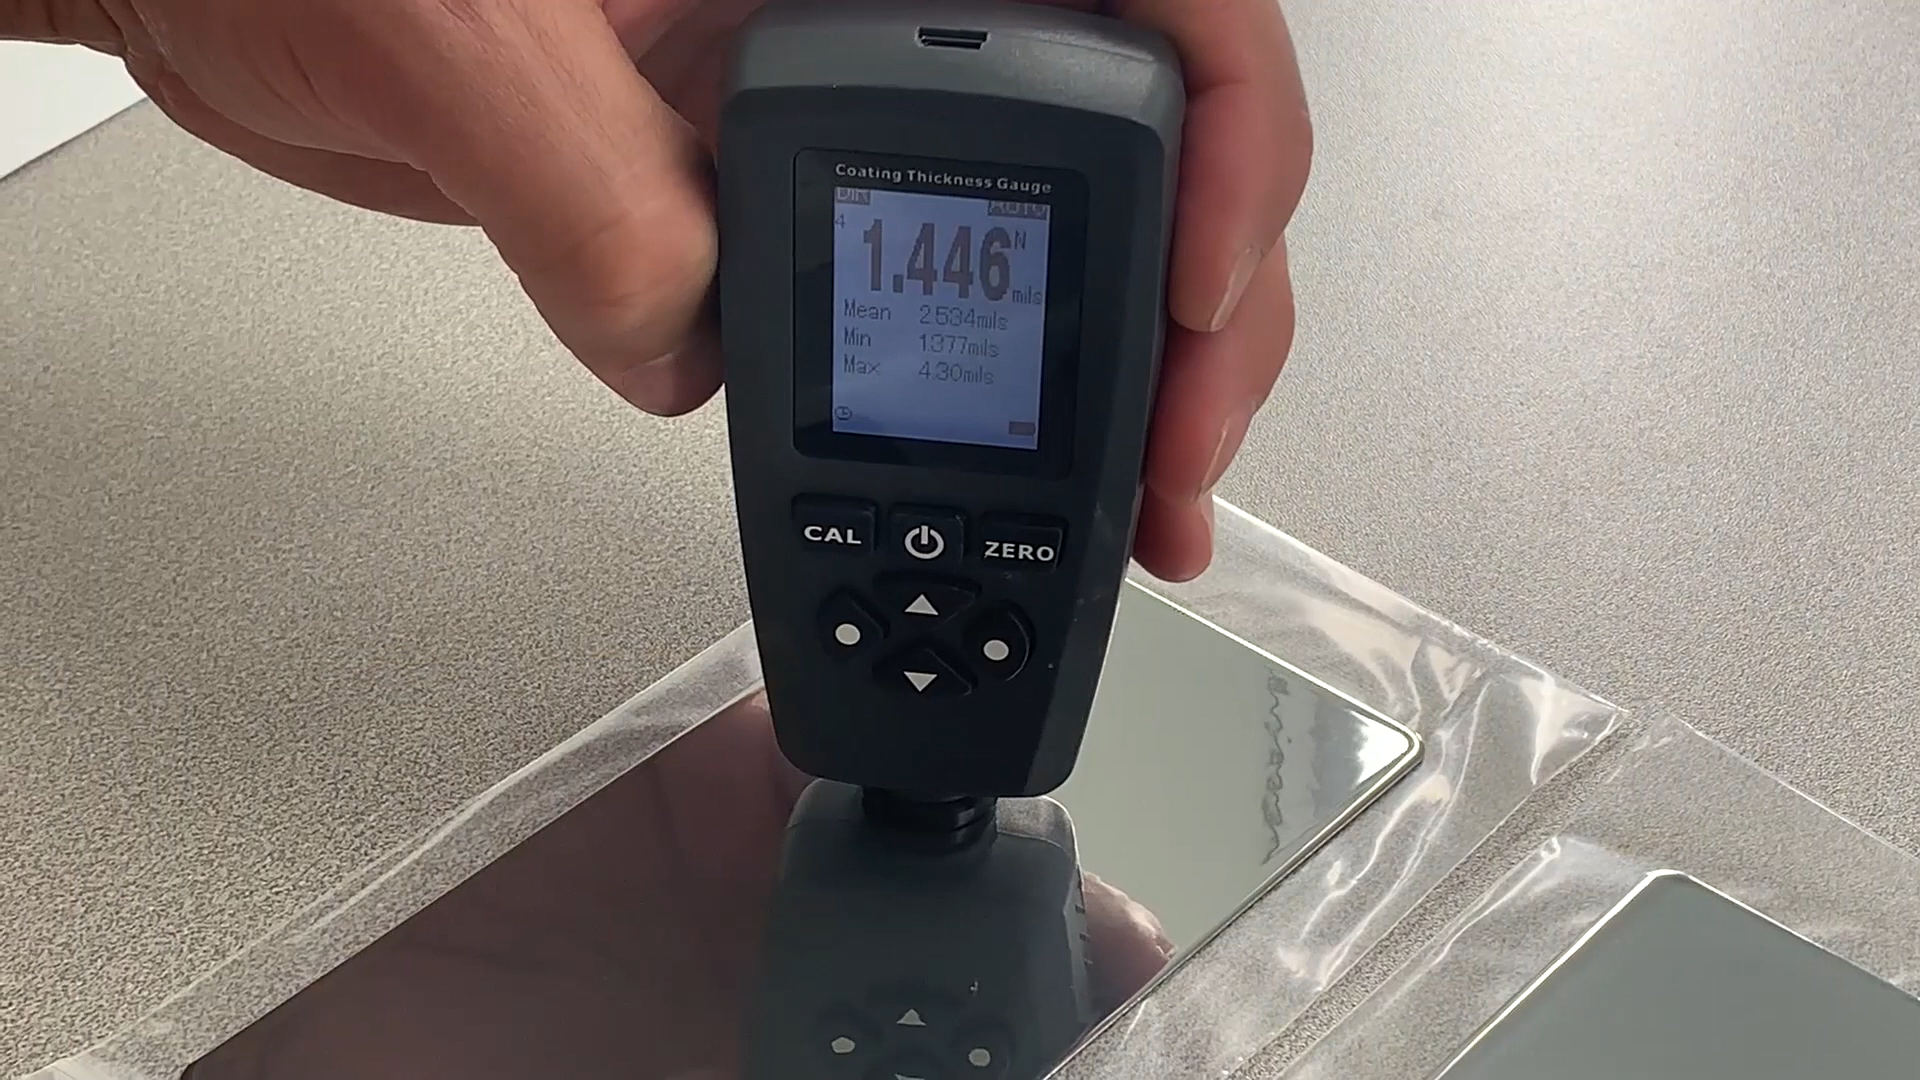 Coating Thickness Gauge
DIR AUTO
4
1.446 N mils
Mean 2.534mils
Min 1.377mils
Max 4.30mils
CAL ZERO